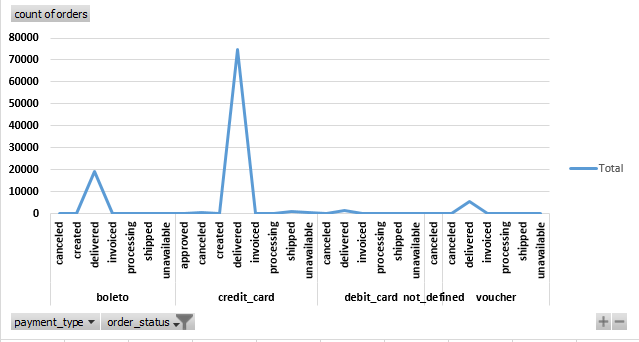 count of orders
80000
70000
60000
50000
40000
30000
20000
10000
0
Total
canceled
created
delivered
invoiced
processing
shipped
unavailable
approved
canceled
created
delivered
invoiced
processing
shipped
unavailable
canceled
delivered
invoiced
processing
shipped
unavailable
canceled
canceled
delivered
invoiced
processing
shipped
unavailable
boleto credit_card debit_card not_defined voucher
payment_type order_status